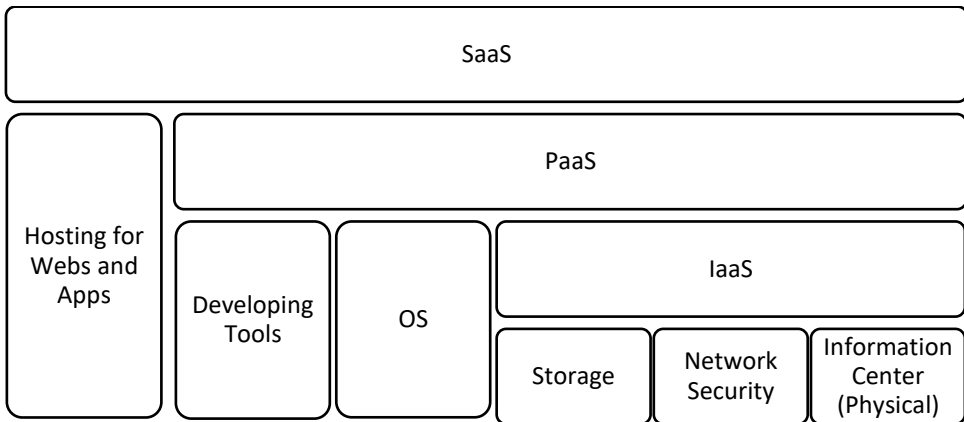 SaaS
PaaS
Hosting for
Webs and
Apps
IaaS
Developing
Tools
OS
Storage
Network
Security
Information
Center
(Physical)